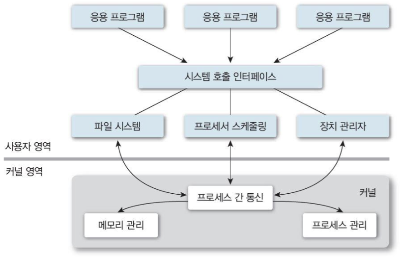 응용 프로그램
응용 프로그램
응용 프로그램
시스템 호출 인터페이스
파일 시스템
프로세서 스케줄링
장치 관리자
사용자 영역
커널 영역
커널
프로세스 간 통신
메모리 관리
프로세스 관리